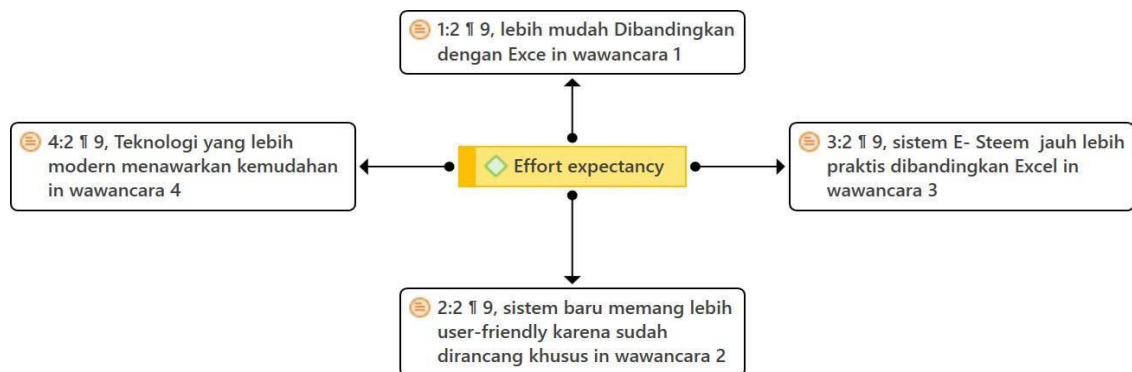 1:2 ¶ 9, lebih mudah Dibandingkan
dengan Exce in wawancara 1
4:2 ¶ 9, Teknologi yang lebih
modern menawarkan kemudahan
in wawancara 4
Effort expectancy
3:2 ¶ 9, sistem E- Steem jauh lebih
praktis dibandingkan Excel in
wawancara 3
2:2 ¶ 9, sistem baru memang lebih
user-friendly karena sudah
dirancang khusus in wawancara 2